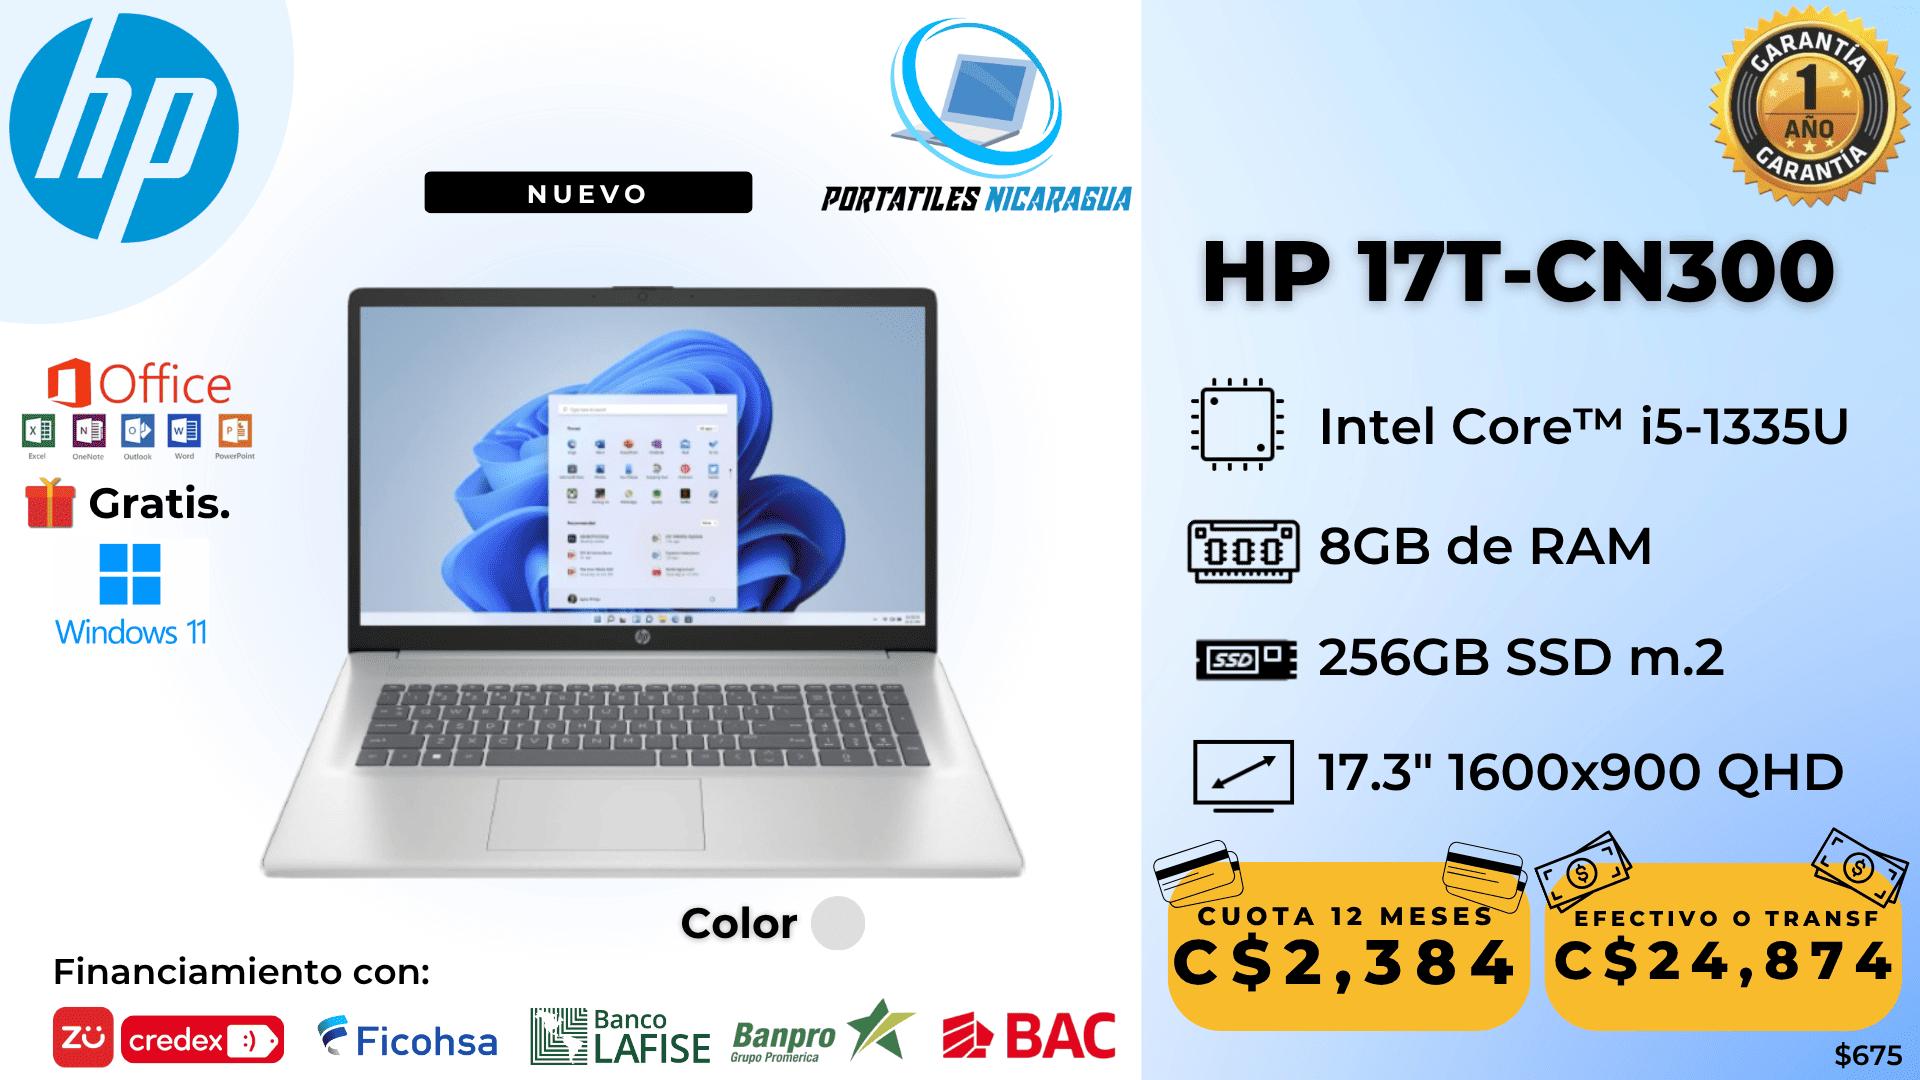 hp
NUEVO
PORTATILES NICARAGUA
GARANTÍA
1
AÑO
GARANTÍA
HP 17T-CN300
Office
Excel
OneNote
Outlook
Word
PowerPoint
Gratis.
Windows 11
Intel Core™ i5-1335U
8GB de RAM
SSD
256GB SSD m.2
17.3" 1600x900 QHD
Color
CUOTA 12 MESES
C$2,384
EFECTIVO O TRANSF
C$24,874
$675
Financiamiento con:
ZU
credex :)
Ficohsa
Banco
LAFISE
Banpro
Grupo Promerica
BAC